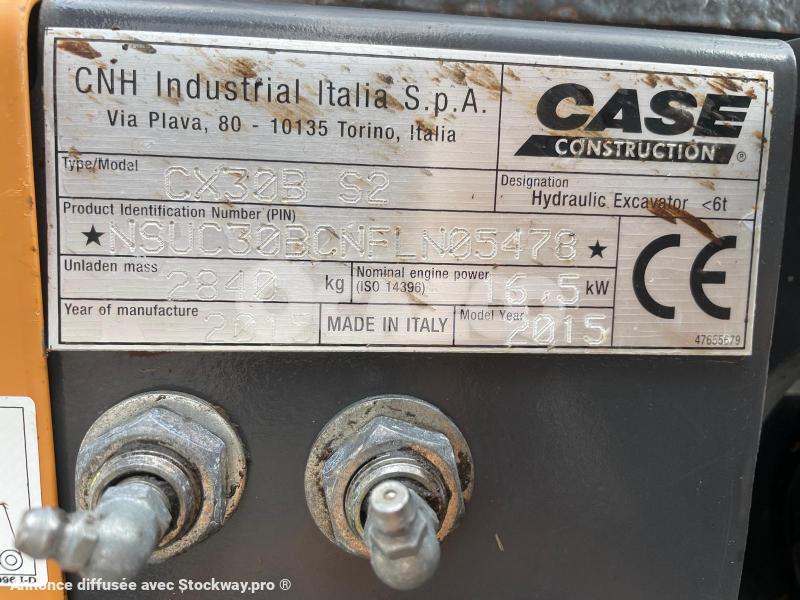 CNH Industrial Italia S.p.A.
Via Plava, 80 - 10135 Torino, Italia
CASE
CONSTRUCTION ®
Type/Model
CX30B S2
Designation
Hydraulic Excavator <6t
Product Identification Number (PIN)
★ NSUC30BCNFLN05478 ★
Unladen mass
2840 kg
Nominal engine power
(ISO 14396)
16,5 kW
CE
Year of manufacture
MADE IN ITALY
Model Year
2015
47655679
Annonce diffusée avec Stockway.pro ®